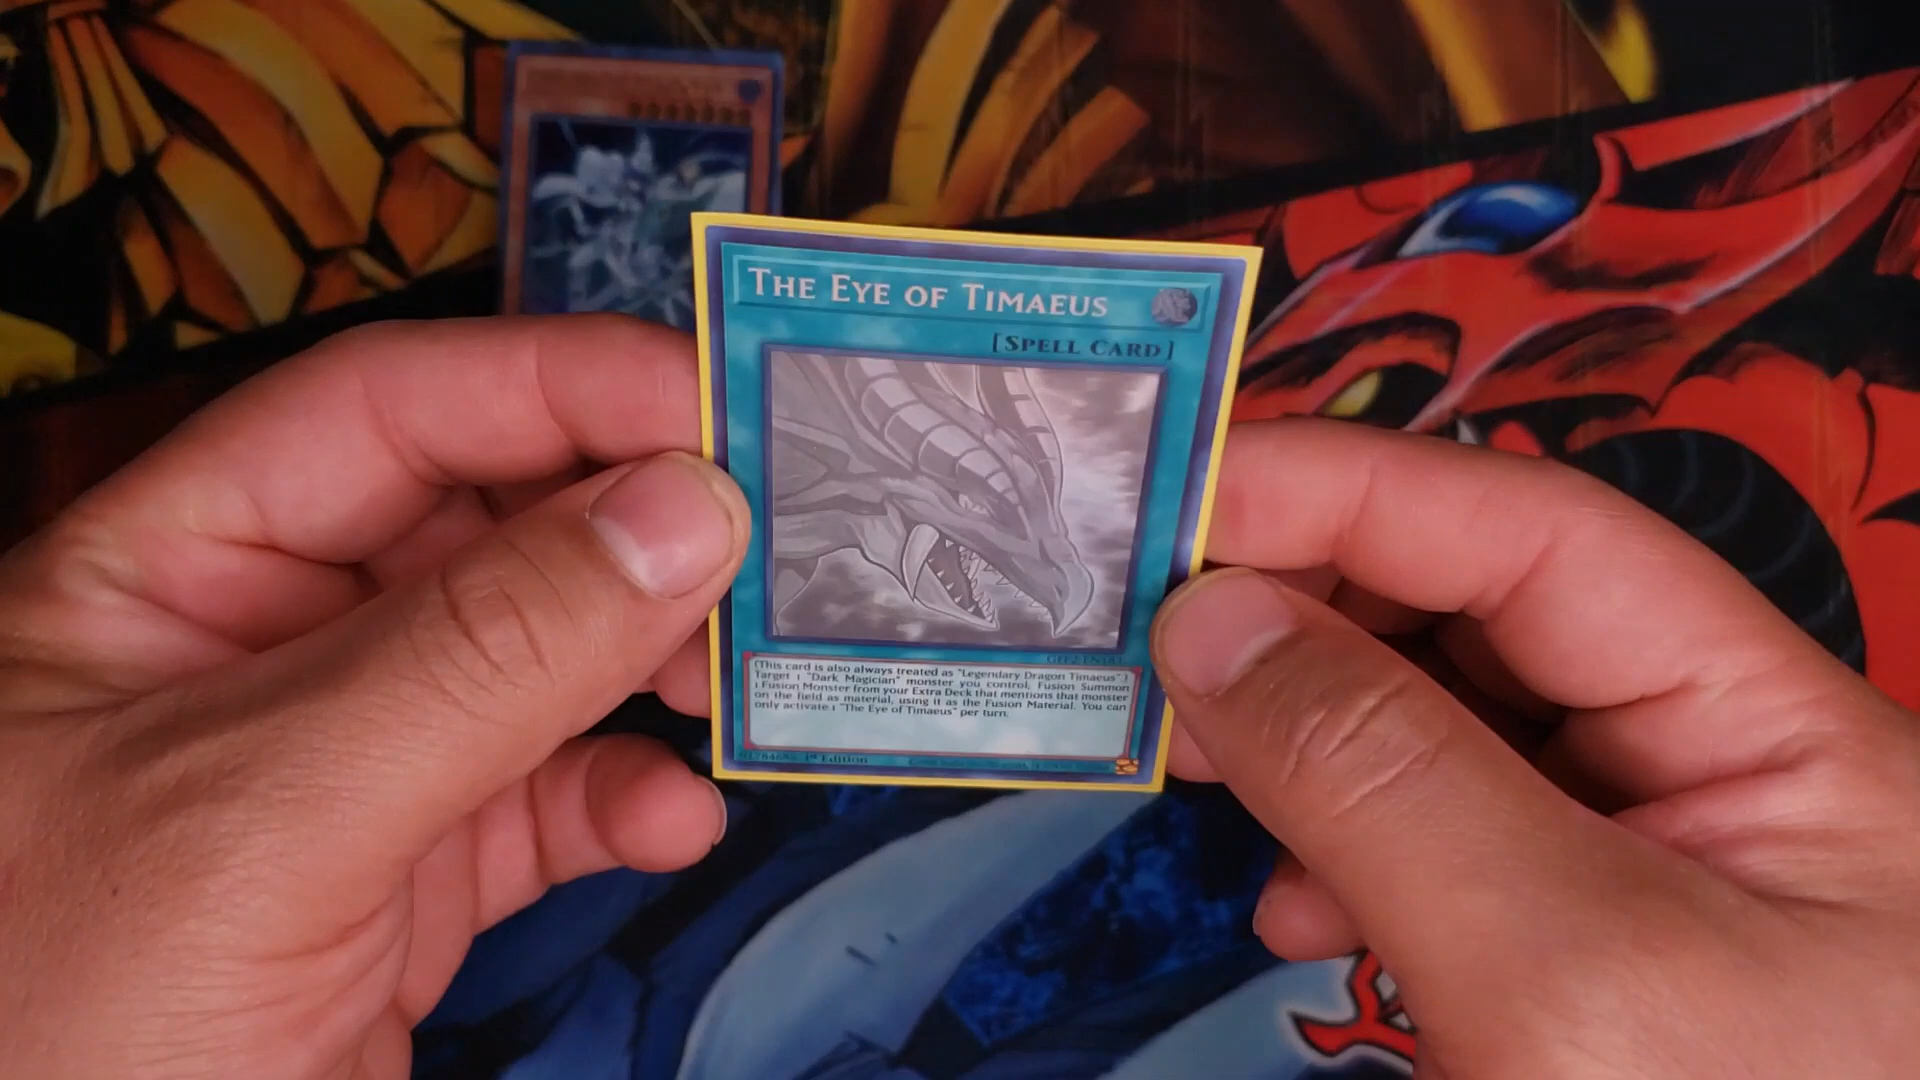 THE EYE OF TIMAEUS
[SPELL CARD]
GFP2-EN183
(This card is also always treated as "Legendary Dragon Timaeus".)
Target 1 "Dark Magician" monster you control; Fusion Summon
1 Fusion Monster from your Extra Deck that mentions that monster
on the field as material, using it as the Fusion Material. You can
only activate 1 "The Eye of Timaeus" per turn.
1st Edition